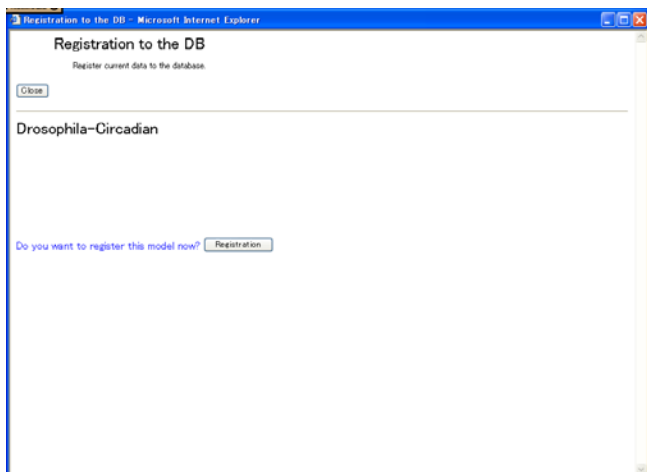 Registration to the DB - Microsoft Internet Explorer
Registration to the DB
Register current data to the database.
Close
Drosophila-Circadian
Do you want to register this model now? Registration